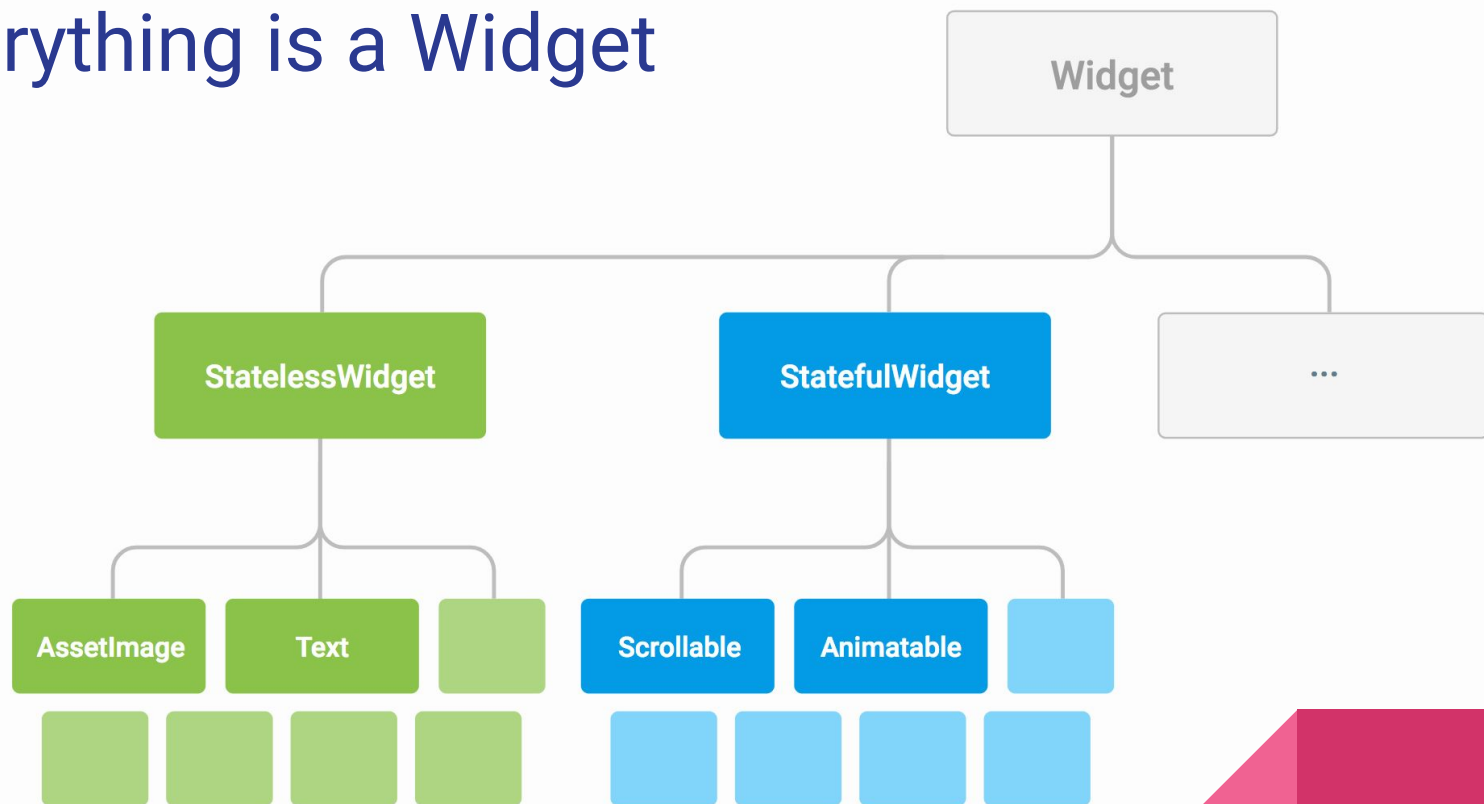 rything is a Widget
Widget
StatelessWidget
StatefulWidget
...
AssetImage
Text
Scrollable
Animatable